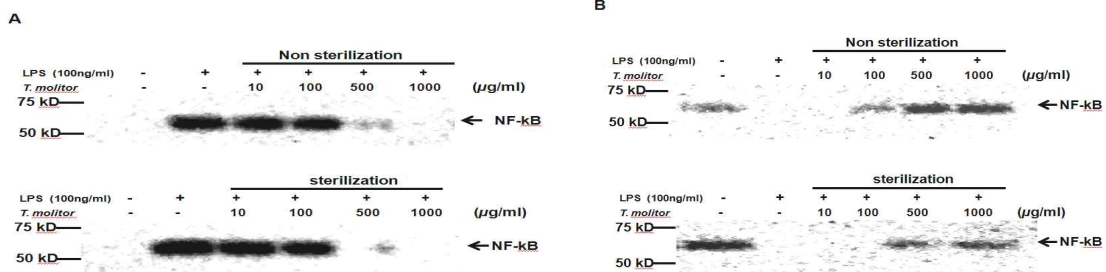 A
Non sterilization
LPS (100ng/ml) - + + + + +
T. molitor - - 10 100 500 1000 (µg/ml)
75 kD
50 kD
NF-kB
sterilization
LPS (100ng/ml) - + + + + +
T. molitor - - 10 100 500 1000 (µg/ml)
75 kD
50 kD
NF-kB
B
Non sterilization
LPS (100ng/ml) - + + + + +
T. molitor - - 10 100 500 1000 (µg/ml)
75 kD
50 kD
NF-kB
sterilization
LPS (100ng/ml) - + + + + +
T. molitor - - 10 100 500 1000 (µg/ml)
75 kD
50 kD
NF-kB